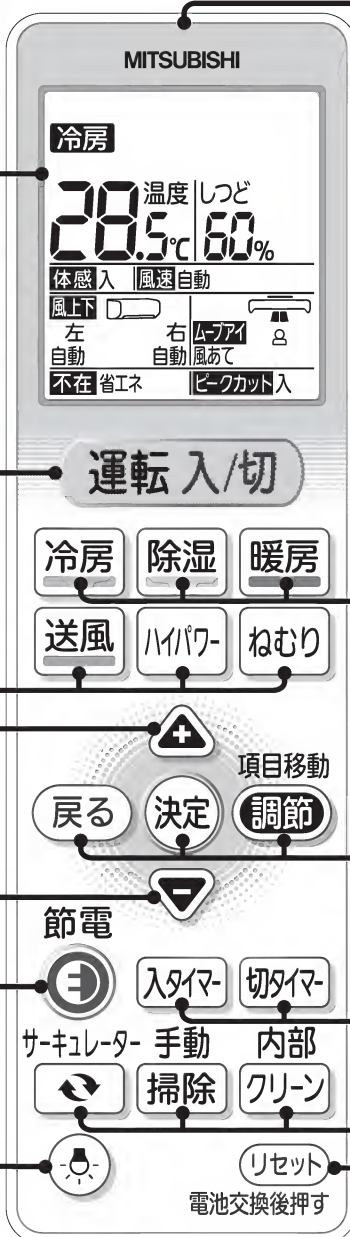 MITSUBISHI
冷房
28.5℃ 温度 しつど 60%
体感 入 風速 自動
風上下
左 右 ムーブアイ
自動 自動 風あて
不在 省エネ ピークカット 入
運転 入/切
冷房 除湿 暖房
送風 ハイパワー ねむり
+
項目移動
戻る 決定 調節
-
節電
入タイマー 切タイマー
サーキュレーター 手動 内部
掃除 クリーン
リセット
電池交換後押す